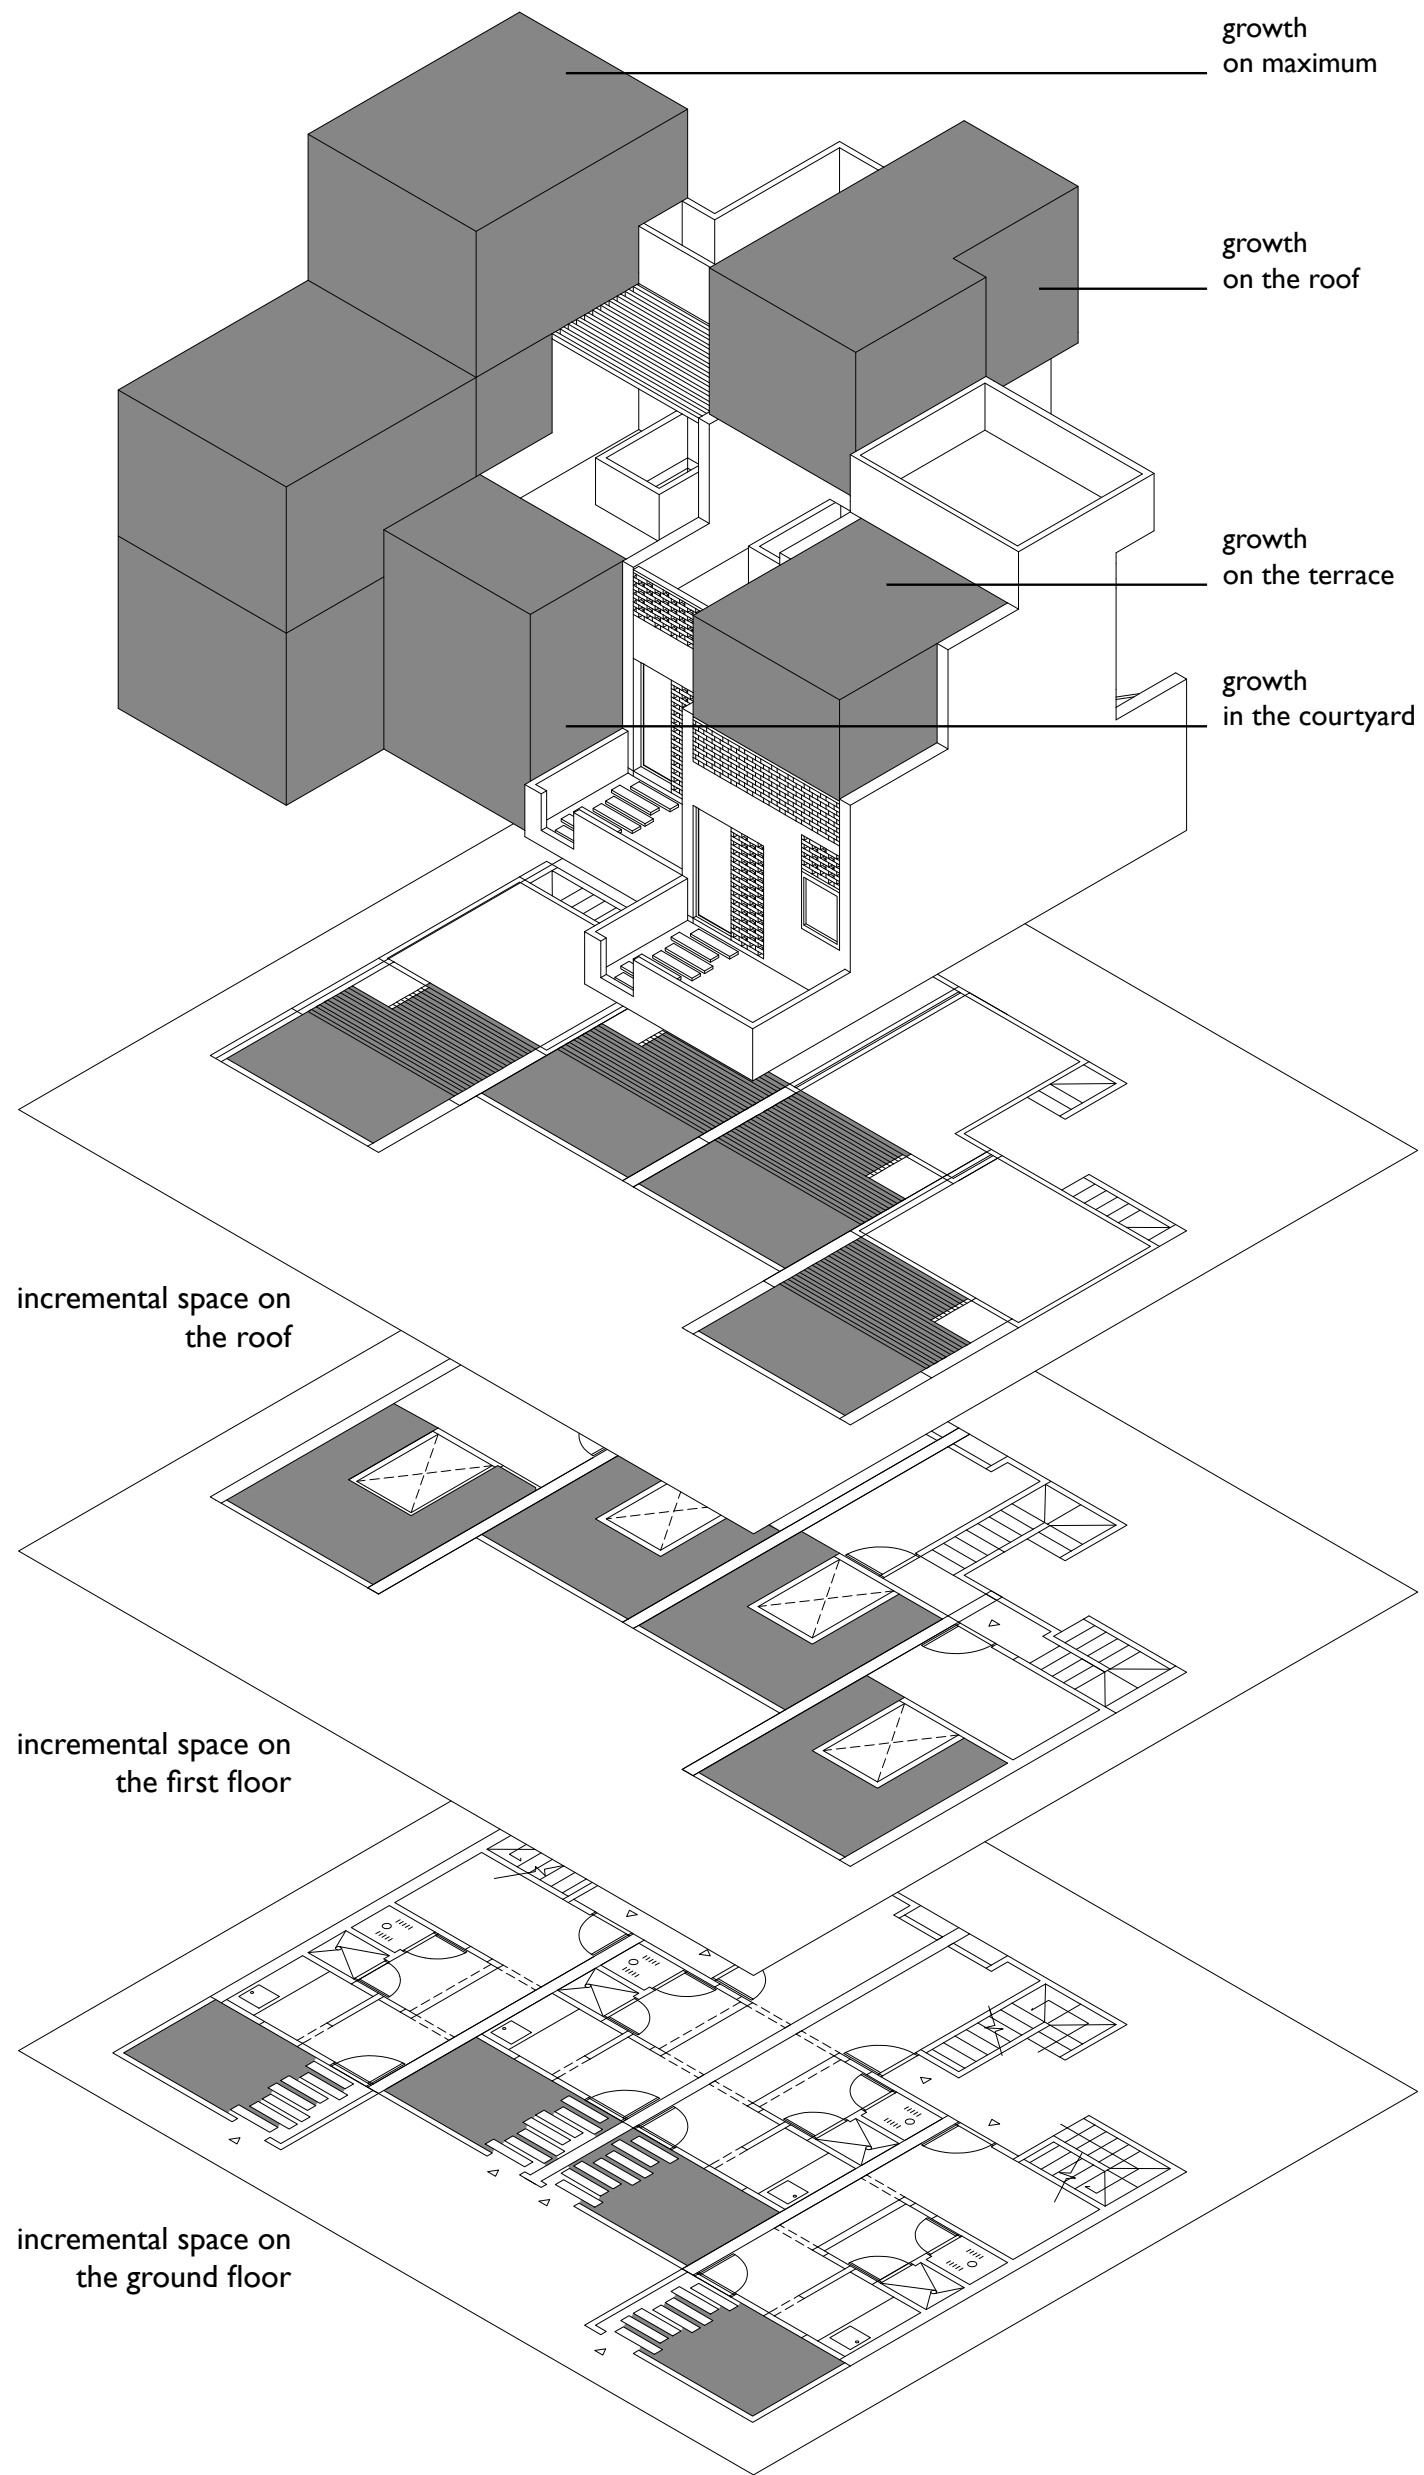 growth
on maximum
growth
on the roof
growth
on the terrace
growth
in the courtyard
incremental space on
the roof
incremental space on
the first floor
incremental space on
the ground floor